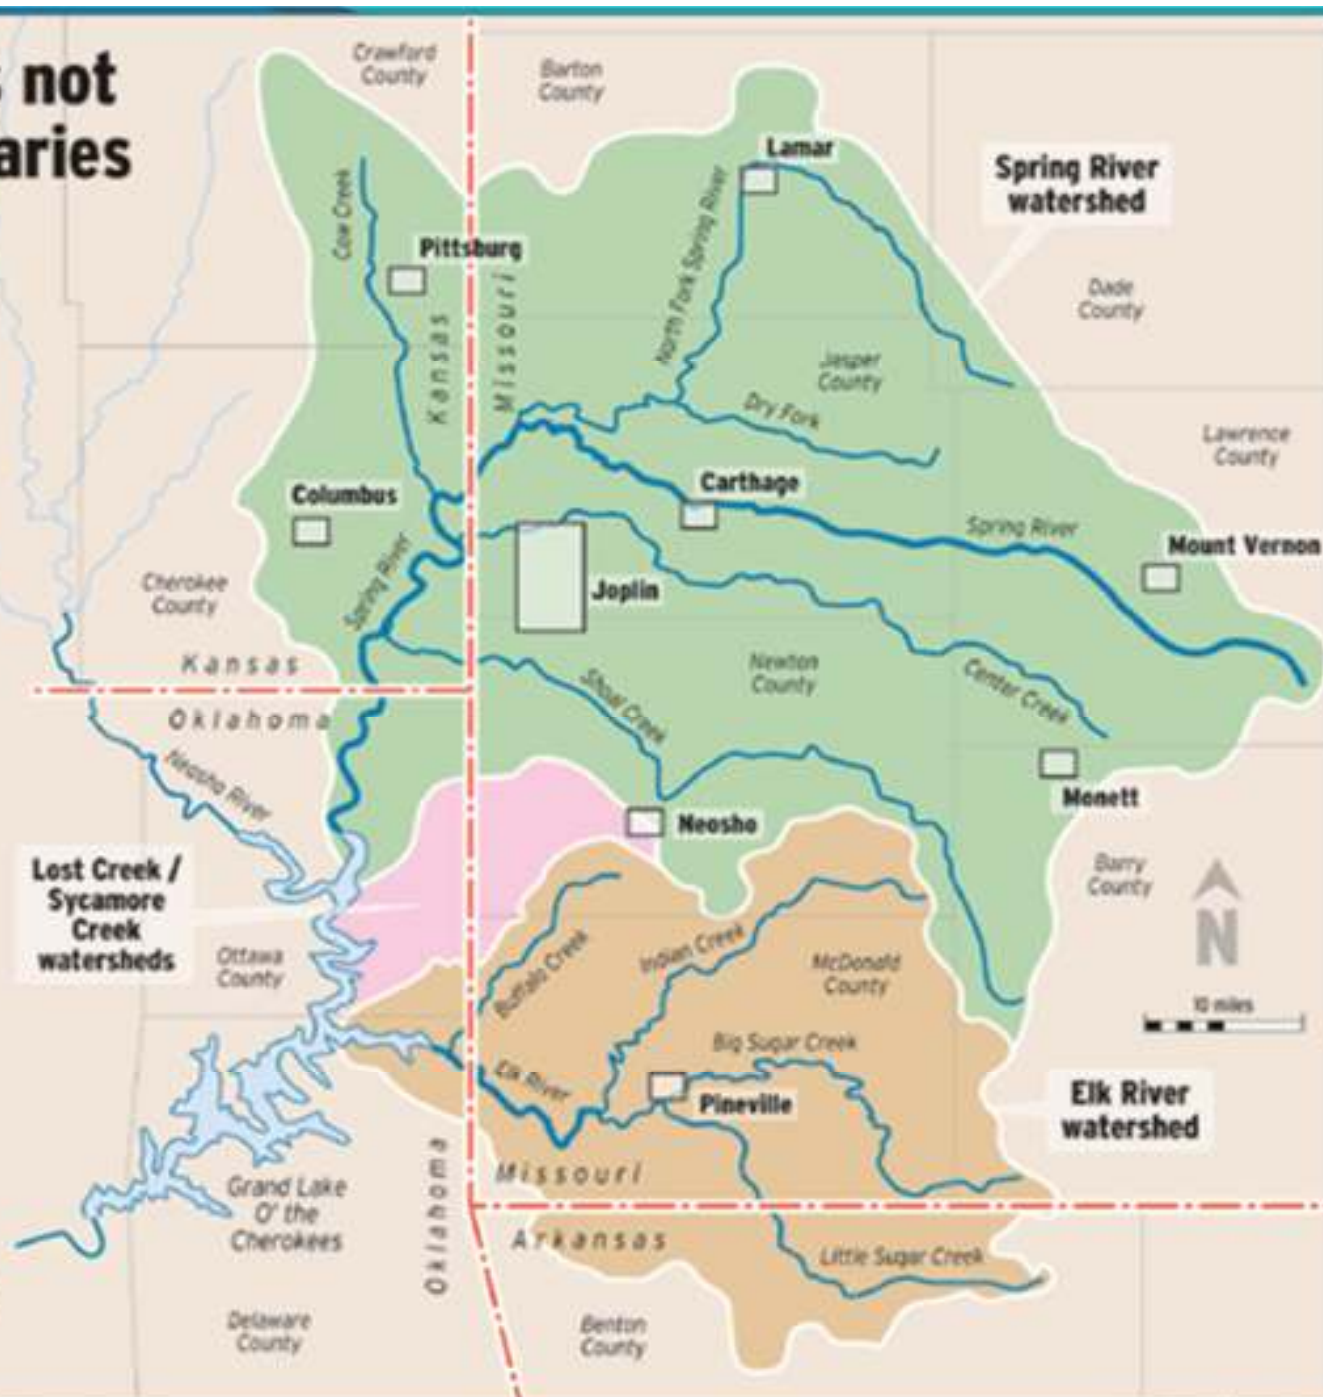 s not
aries
Crawford
County
Barton
County
Lamar
Spring River
watershed
Cow Creek
Pittsburg
North Fork Spring River
Kansas
Missouri
Dade
County
Jasper
County
Dry Fork
Lawrence
County
Columbus
Carthage
Spring River
Mount Vernon
Spring River
Joplin
Cherokee
County
Kansas
Oklahoma
Newton
County
Shoal Creek
Center Creek
Neosho River
Monett
Neosho
Lost Creek /
Sycamore
Creek
watersheds
Barry
County
N
Ottawa
County
Buffalo Creek
Indian Creek
McDonald
County
10 miles
Big Sugar Creek
Elk River
Pineville
Elk River
watershed
Missouri
Grand Lake
O' the
Cherokees
Oklahoma
Arkansas
Little Sugar Creek
Delaware
County
Benton
County